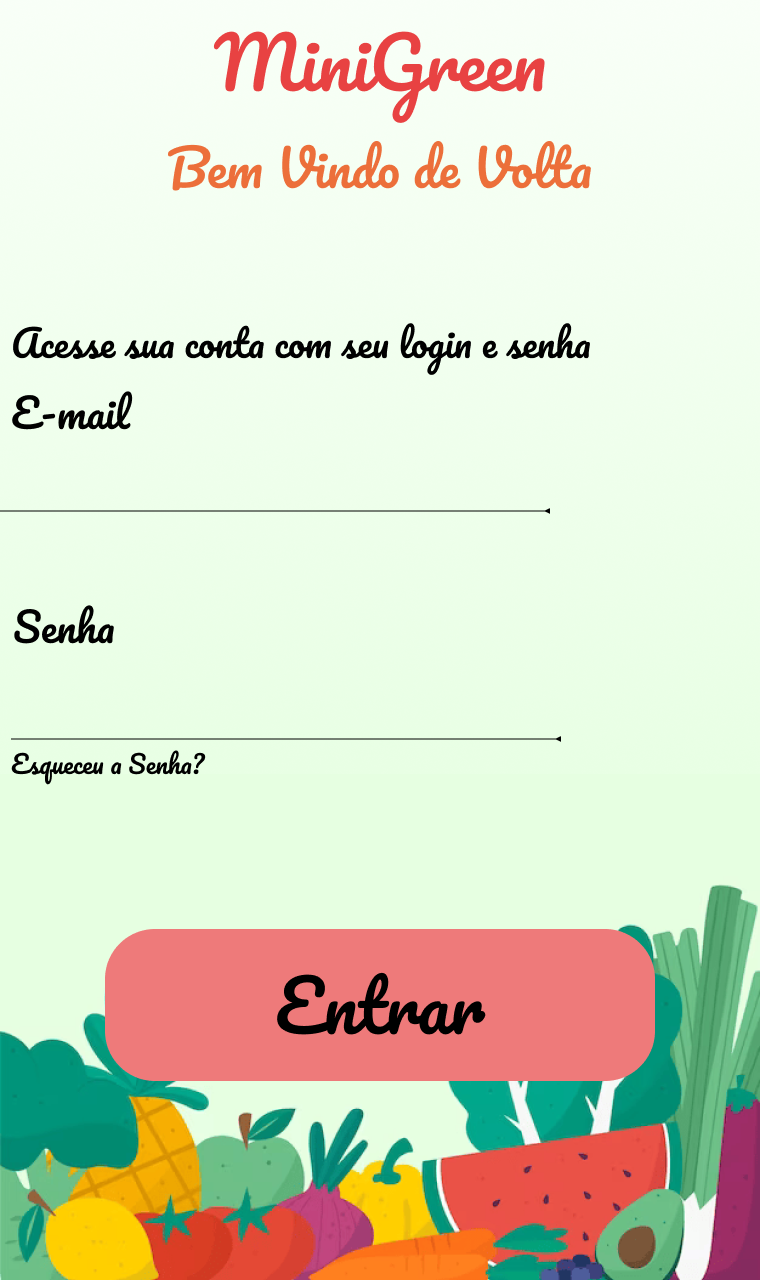 MiniGreen
Bem Vindo de Volta
Acesse sua conta com seu login e senha
E-mail
Senha
Esqueceu a Senha?
Entrar